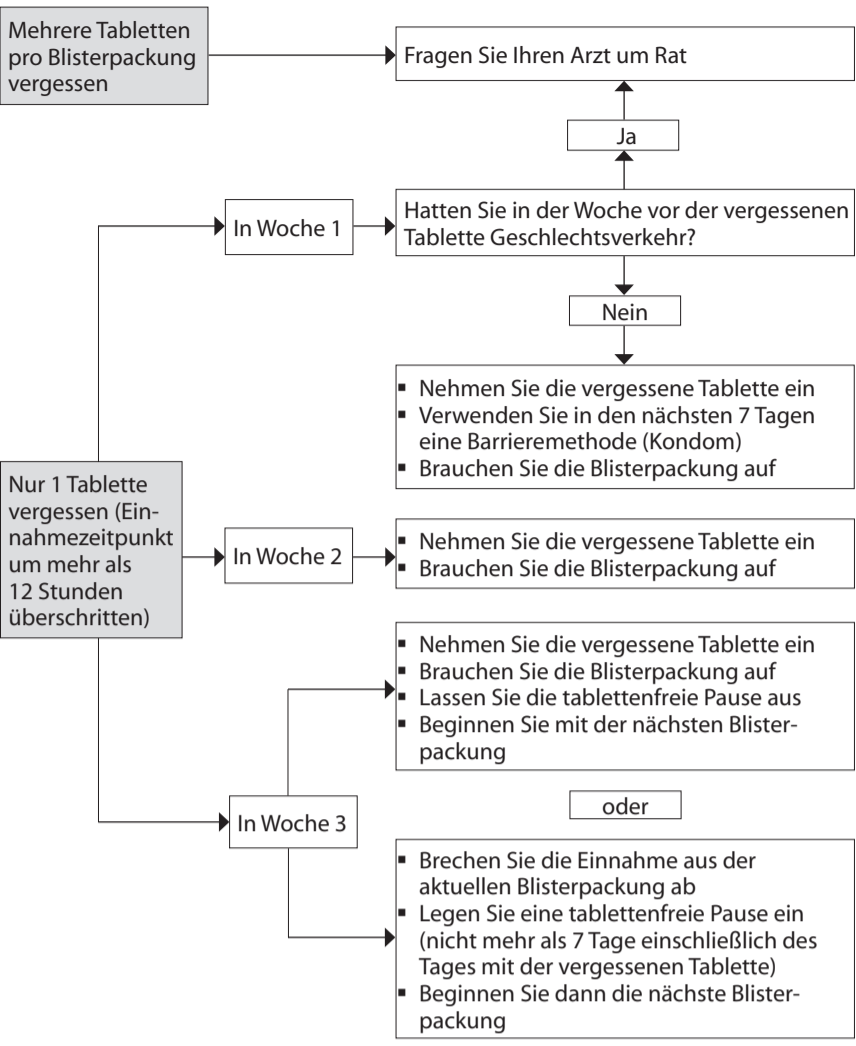 Mehrere Tabletten
pro Blisterpackung
vergessen
Fragen Sie Ihren Arzt um Rat
Ja
In Woche 1
Hatten Sie in der Woche vor der vergessenen
Tablette Geschlechtsverkehr?
Nein
▪ Nehmen Sie die vergessene Tablette ein
▪ Verwenden Sie in den nächsten 7 Tagen
eine Barrieremethode (Kondom)
▪ Brauchen Sie die Blisterpackung auf
Nur 1 Tablette
vergessen (Ein-
nahmezeitpunkt
um mehr als
12 Stunden
überschritten)
In Woche 2
▪ Nehmen Sie die vergessene Tablette ein
▪ Brauchen Sie die Blisterpackung auf
In Woche 3
▪ Nehmen Sie die vergessene Tablette ein
▪ Brauchen Sie die Blisterpackung auf
▪ Lassen Sie die tablettenfreie Pause aus
▪ Beginnen Sie mit der nächsten Blister-
packung
oder
▪ Brechen Sie die Einnahme aus der
aktuellen Blisterpackung ab
▪ Legen Sie eine tablettenfreie Pause ein
(nicht mehr als 7 Tage einschließlich des
Tages mit der vergessenen Tablette)
▪ Beginnen Sie dann die nächste Blister-
packung